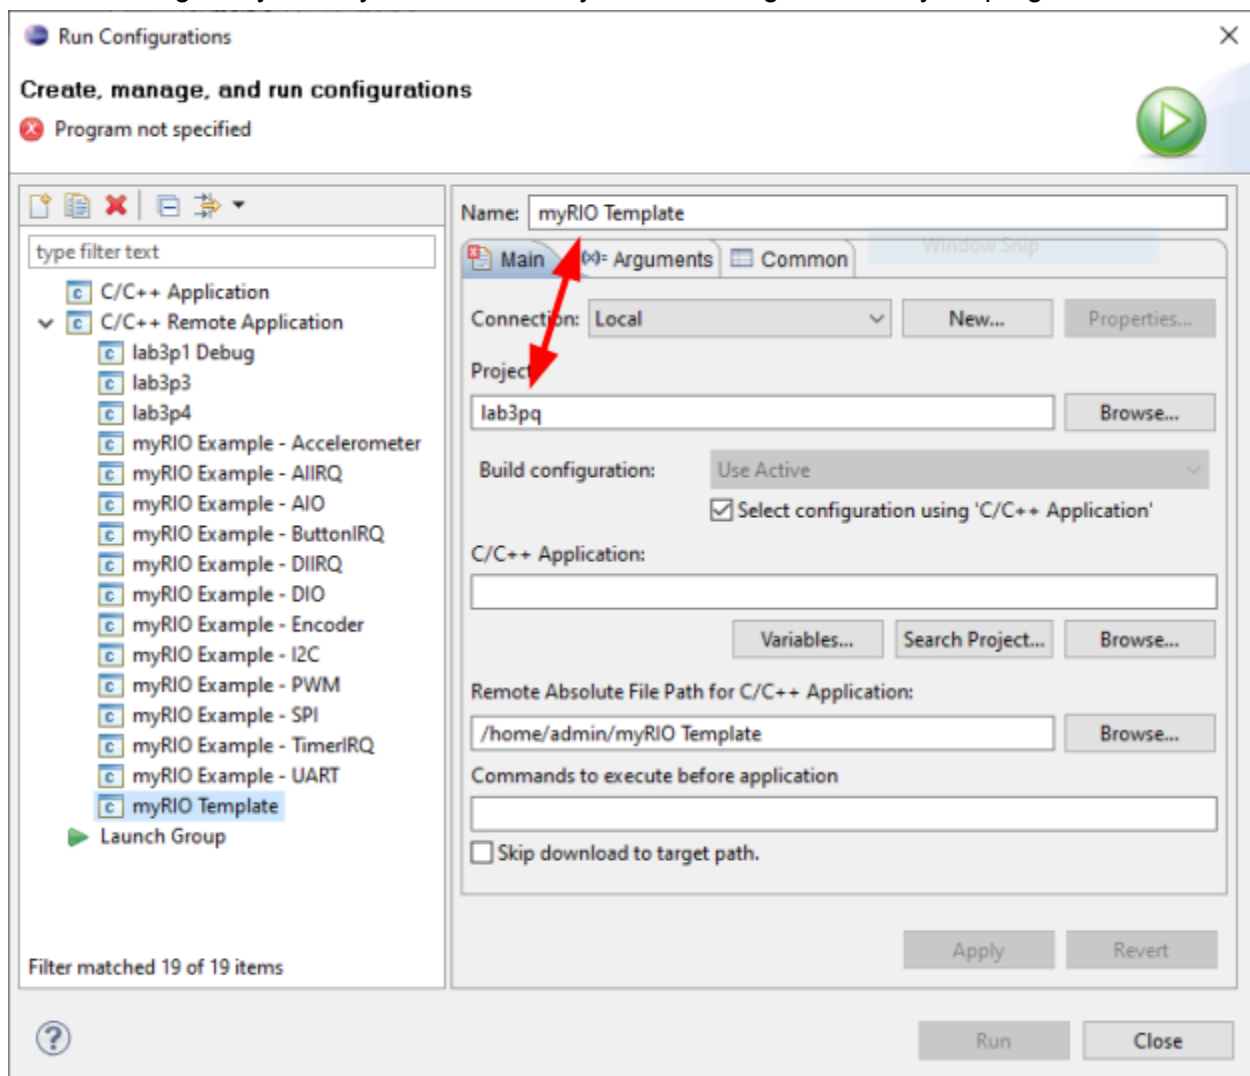 Run Configurations
Create, manage, and run configurations
Program not specified
type filter text
C/C++ Application
C/C++ Remote Application
lab3p1 Debug
lab3p3
lab3p4
myRIO Example - Accelerometer
myRIO Example - AIIRQ
myRIO Example - AIO
myRIO Example - ButtonIRQ
myRIO Example - DIIRQ
myRIO Example - DIO
myRIO Example - Encoder
myRIO Example - I2C
myRIO Example - PWM
myRIO Example - SPI
myRIO Example - TimerIRQ
myRIO Example - UART
myRIO Template
Launch Group
Filter matched 19 of 19 items
Name: myRIO Template
Main (x)= Arguments Common
Window Snip
Connection: Local New... Properties...
Project
lab3pq Browse...
Build configuration: Use Active
Select configuration using 'C/C++ Application'
C/C++ Application:
Variables... Search Project... Browse...
Remote Absolute File Path for C/C++ Application:
/home/admin/myRIO Template Browse...
Commands to execute before application
Skip download to target path.
Apply Revert
Run Close